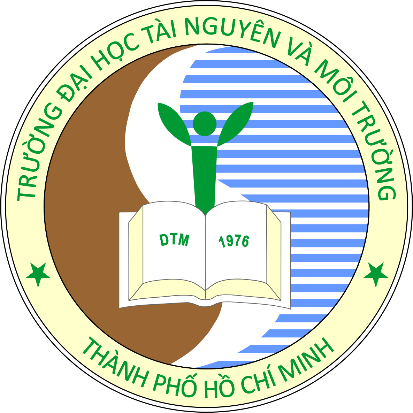 TRƯỜNG ĐẠI HỌC TÀI NGUYÊN VÀ MÔI TRƯỜNG
DTM 1976
THÀNH PHỐ HỒ CHÍ MINH